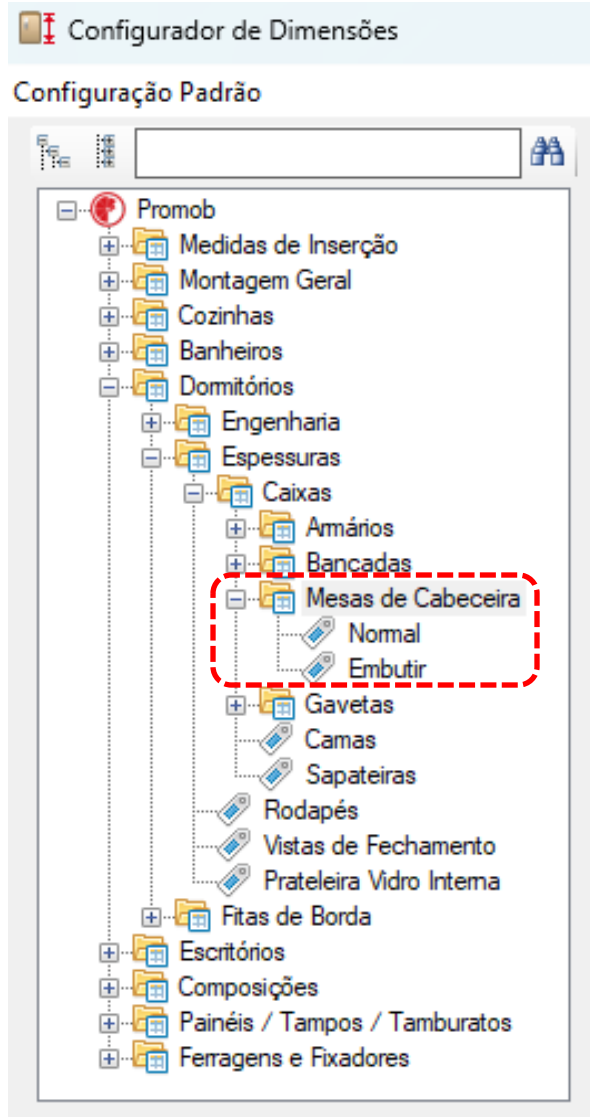 Configurador de Dimensões
Configuração Padrão
Promob
Medidas de Inserção
Montagem Geral
Cozinhas
Banheiros
Dormitórios
Engenharia
Espessuras
Caixas
Armários
Bancadas
Mesas de Cabeceira
Normal
Embutir
Gavetas
Camas
Sapateiras
Rodapés
Vistas de Fechamento
Prateleira Vidro Interna
Fitas de Borda
Escritórios
Composições
Painéis / Tampos / Tamburatos
Ferragens e Fixadores